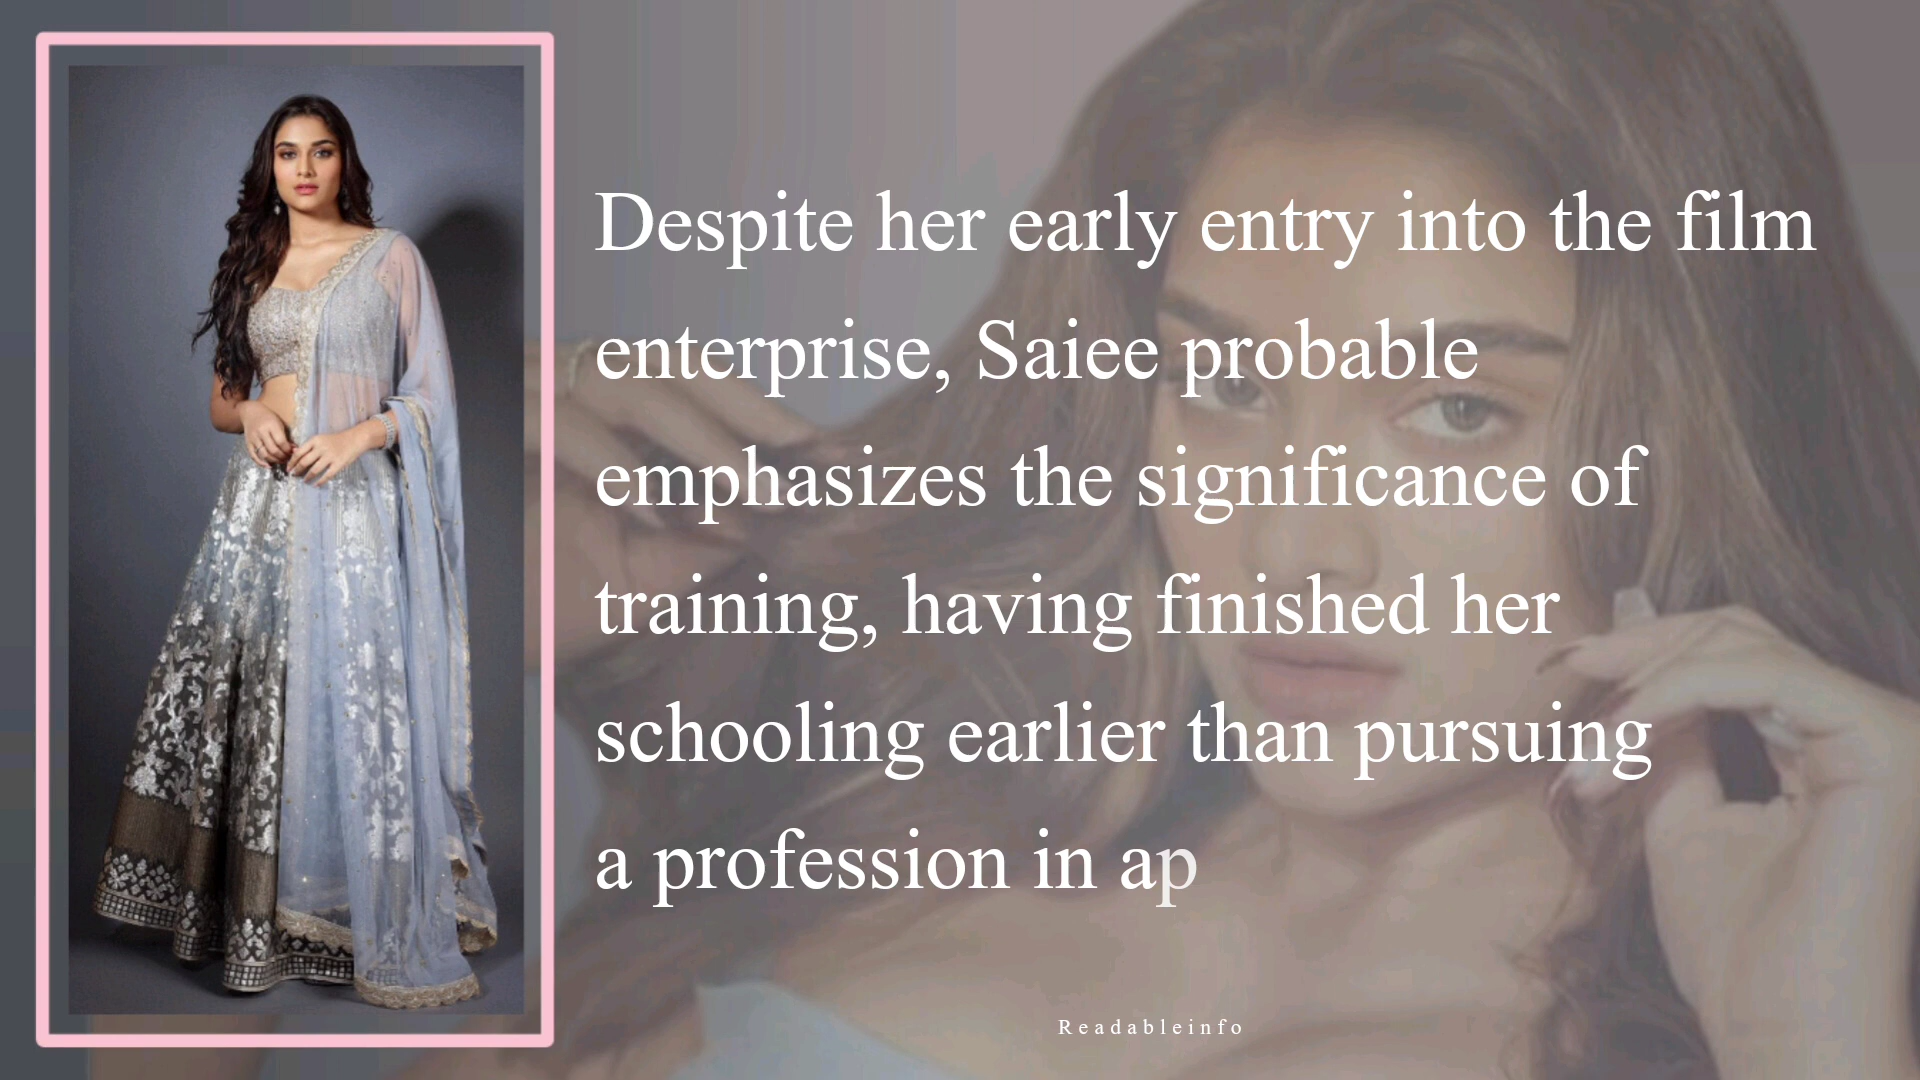 Despite her early entry into the film
enterprise, Saiee probable
emphasizes the significance of
training, having finished her
schooling earlier than pursuing
a profession in ap
Readableinfo